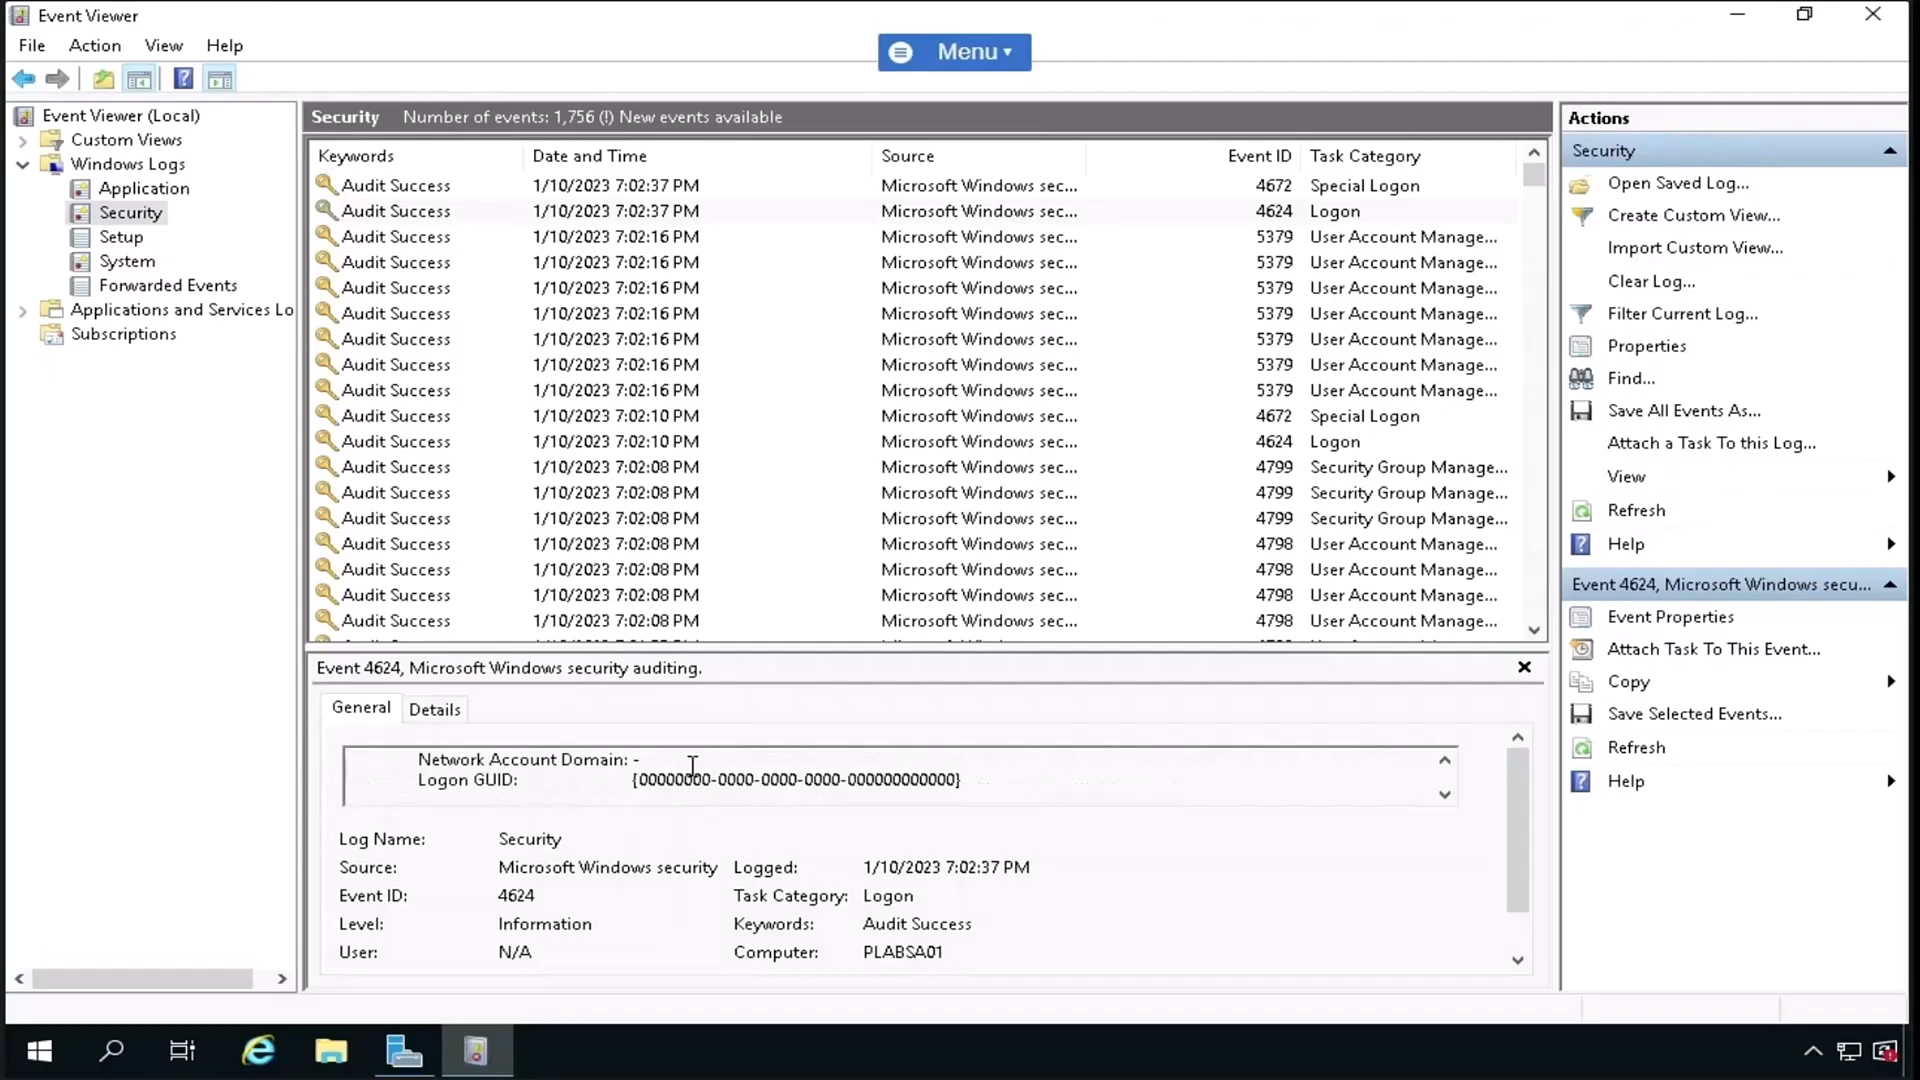 Event Viewer
File Action View Help
Menu
Event Viewer (Local)
Custom Views
Windows Logs
Application
Security
Setup
System
Forwarded Events
Applications and Services Lo
Subscriptions
Security Number of events: 1,756 (!) New events available
Keywords Date and Time Source Event ID Task Category
Audit Success 1/10/2023 7:02:37 PM Microsoft Windows sec... 4672 Special Logon
Audit Success 1/10/2023 7:02:37 PM Microsoft Windows sec... 4624 Logon
Audit Success 1/10/2023 7:02:16 PM Microsoft Windows sec... 5379 User Account Manage...
Audit Success 1/10/2023 7:02:16 PM Microsoft Windows sec... 5379 User Account Manage...
Audit Success 1/10/2023 7:02:16 PM Microsoft Windows sec... 5379 User Account Manage...
Audit Success 1/10/2023 7:02:16 PM Microsoft Windows sec... 5379 User Account Manage...
Audit Success 1/10/2023 7:02:16 PM Microsoft Windows sec... 5379 User Account Manage...
Audit Success 1/10/2023 7:02:16 PM Microsoft Windows sec... 5379 User Account Manage...
Audit Success 1/10/2023 7:02:16 PM Microsoft Windows sec... 5379 User Account Manage...
Audit Success 1/10/2023 7:02:10 PM Microsoft Windows sec... 4672 Special Logon
Audit Success 1/10/2023 7:02:10 PM Microsoft Windows sec... 4624 Logon
Audit Success 1/10/2023 7:02:08 PM Microsoft Windows sec... 4799 Security Group Manage...
Audit Success 1/10/2023 7:02:08 PM Microsoft Windows sec... 4799 Security Group Manage...
Audit Success 1/10/2023 7:02:08 PM Microsoft Windows sec... 4799 Security Group Manage...
Audit Success 1/10/2023 7:02:08 PM Microsoft Windows sec... 4798 User Account Manage...
Audit Success 1/10/2023 7:02:08 PM Microsoft Windows sec... 4798 User Account Manage...
Audit Success 1/10/2023 7:02:08 PM Microsoft Windows sec... 4798 User Account Manage...
Audit Success 1/10/2023 7:02:08 PM Microsoft Windows sec... 4798 User Account Manage...
Event 4624, Microsoft Windows security auditing.
General Details
Network Account Domain: -
Logon GUID: {00000000-0000-0000-0000-000000000000}
Log Name: Security
Source: Microsoft Windows security Logged: 1/10/2023 7:02:37 PM
Event ID: 4624 Task Category: Logon
Level: Information Keywords: Audit Success
User: N/A Computer: PLABSA01
Actions
Security
Open Saved Log...
Create Custom View...
Import Custom View...
Clear Log...
Filter Current Log...
Properties
Find...
Save All Events As...
Attach a Task To this Log...
View
Refresh
Help
Event 4624, Microsoft Windows secu...
Event Properties
Attach Task To This Event...
Copy
Save Selected Events...
Refresh
Help